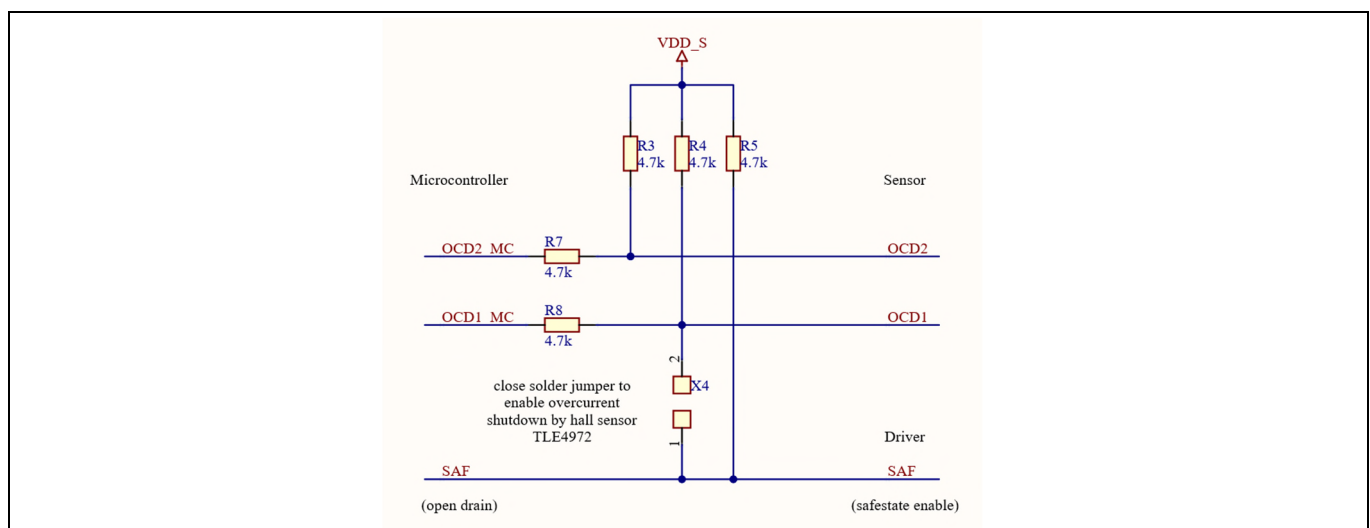 VDD_S
R3 R4 R5
4.7k 4.7k 4.7k
Microcontroller Sensor
OCD2_MC R7 OCD2
4.7k
OCD1_MC R8 OCD1
4.7k
2
X4
close solder jumper to
enable overcurrent
shutdown by hall sensor
TLE4972
1
Driver
SAF SAF
(open drain) (safestate enable)